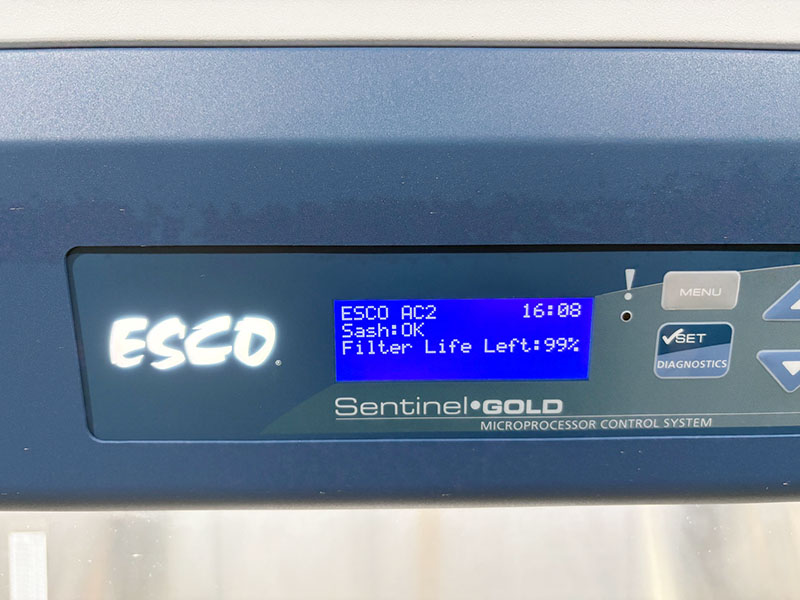 ESCO®
ESCO AC2 16:08
Sash:OK
Filter Life Left:99%
Sentinel•GOLD
MICROPROCESSOR CONTROL SYSTEM
!
MENU
✓SET
DIAGNOSTICS